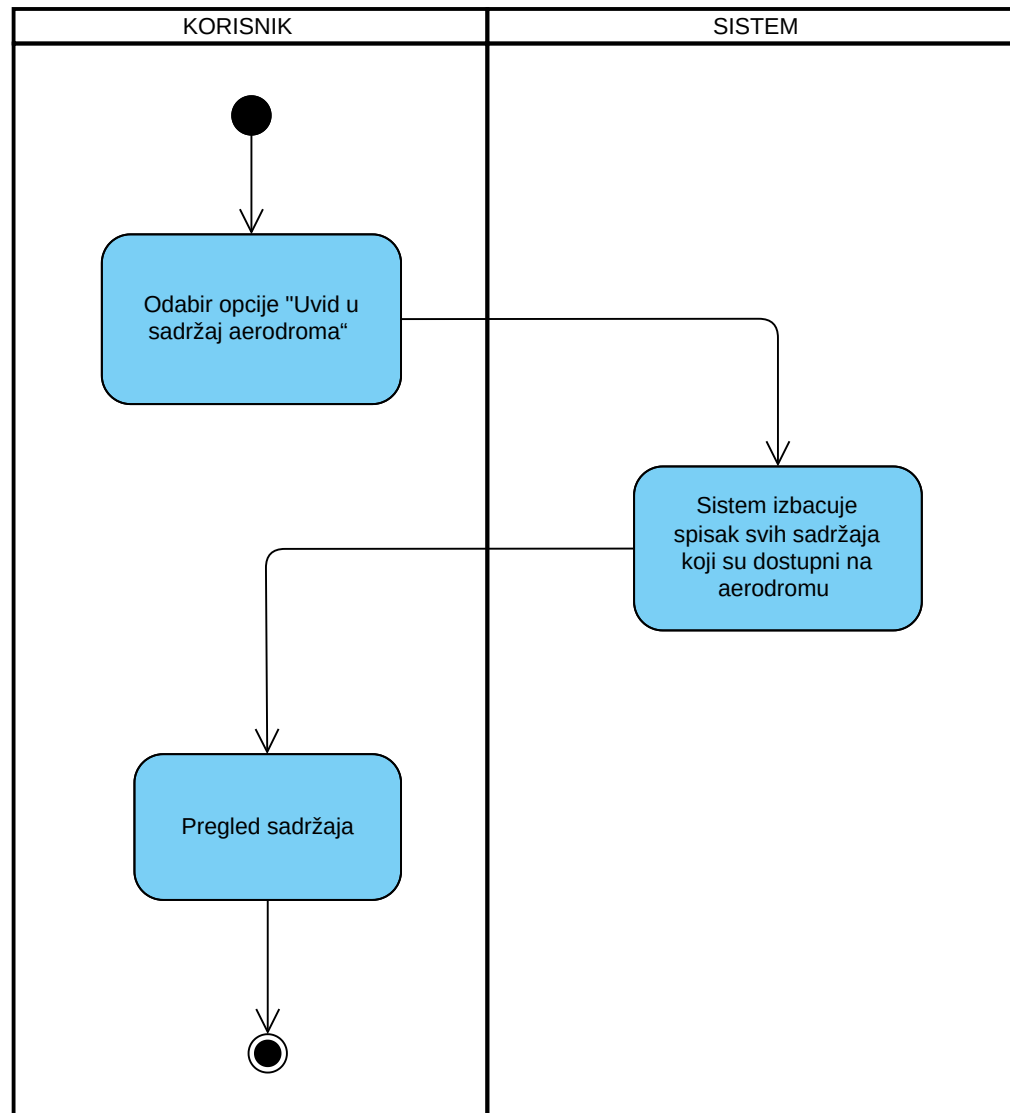 KORISNIK
SISTEM
Odabir opcije "Uvid u
sadržaj aerodroma“
Sistem izbacuje
spisak svih sadržaja
koji su dostupni na
aerodromu
Pregled sadržaja